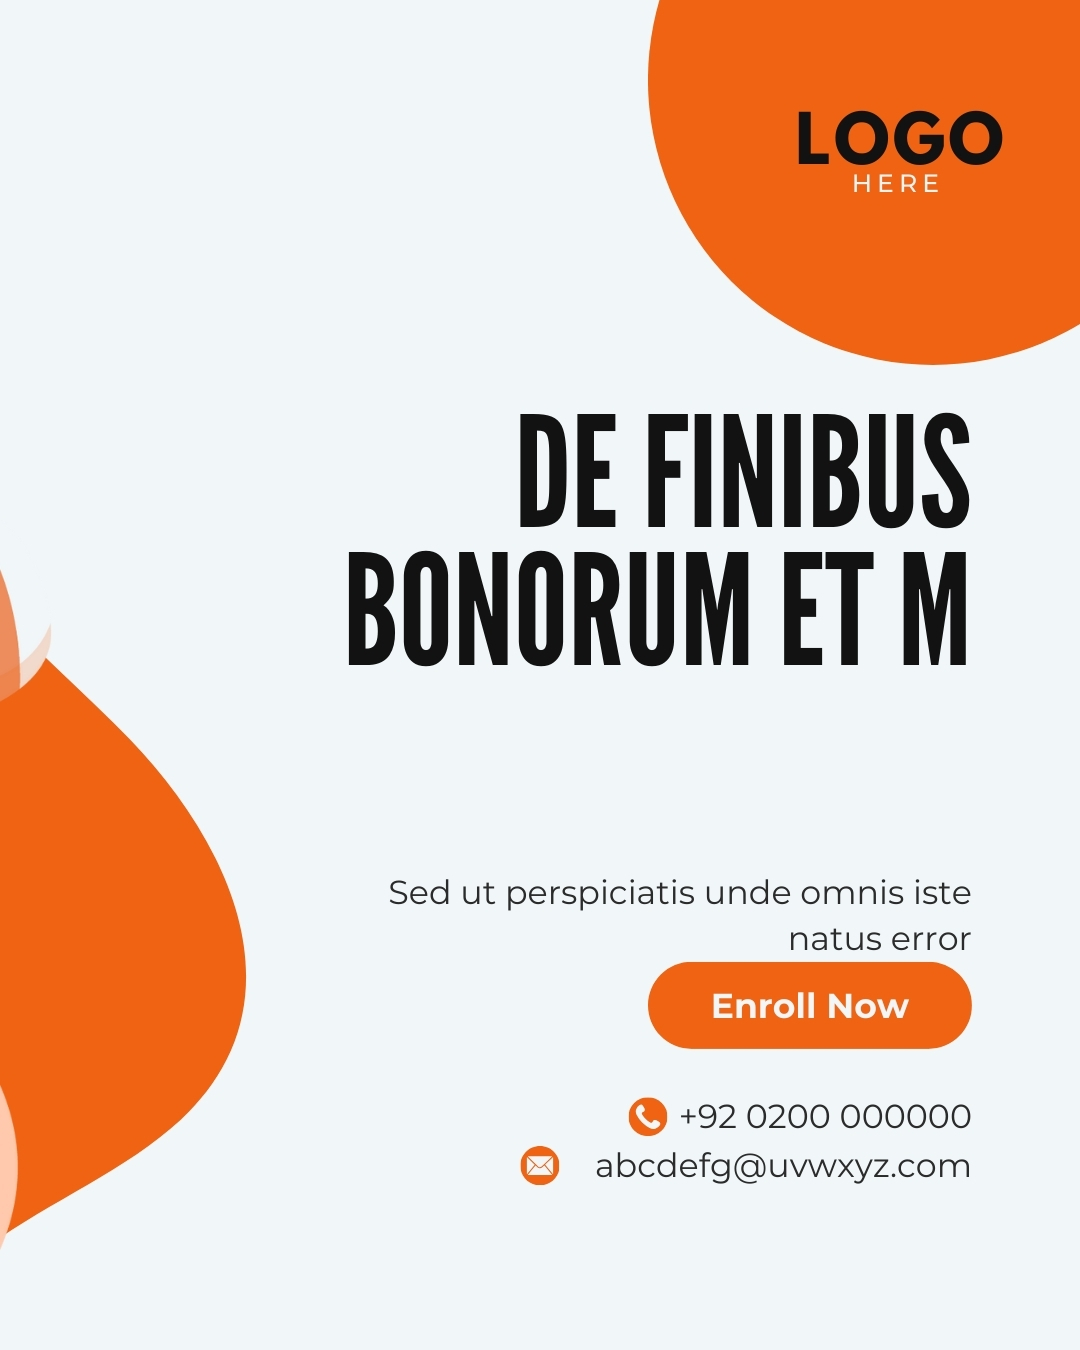 LOGO
HERE
DE FINIBUS
BONORUM ET M
Sed ut perspiciatis unde omnis iste
natus error
Enroll Now
+92 0200 000000
abcdefg@uvwxyz.com